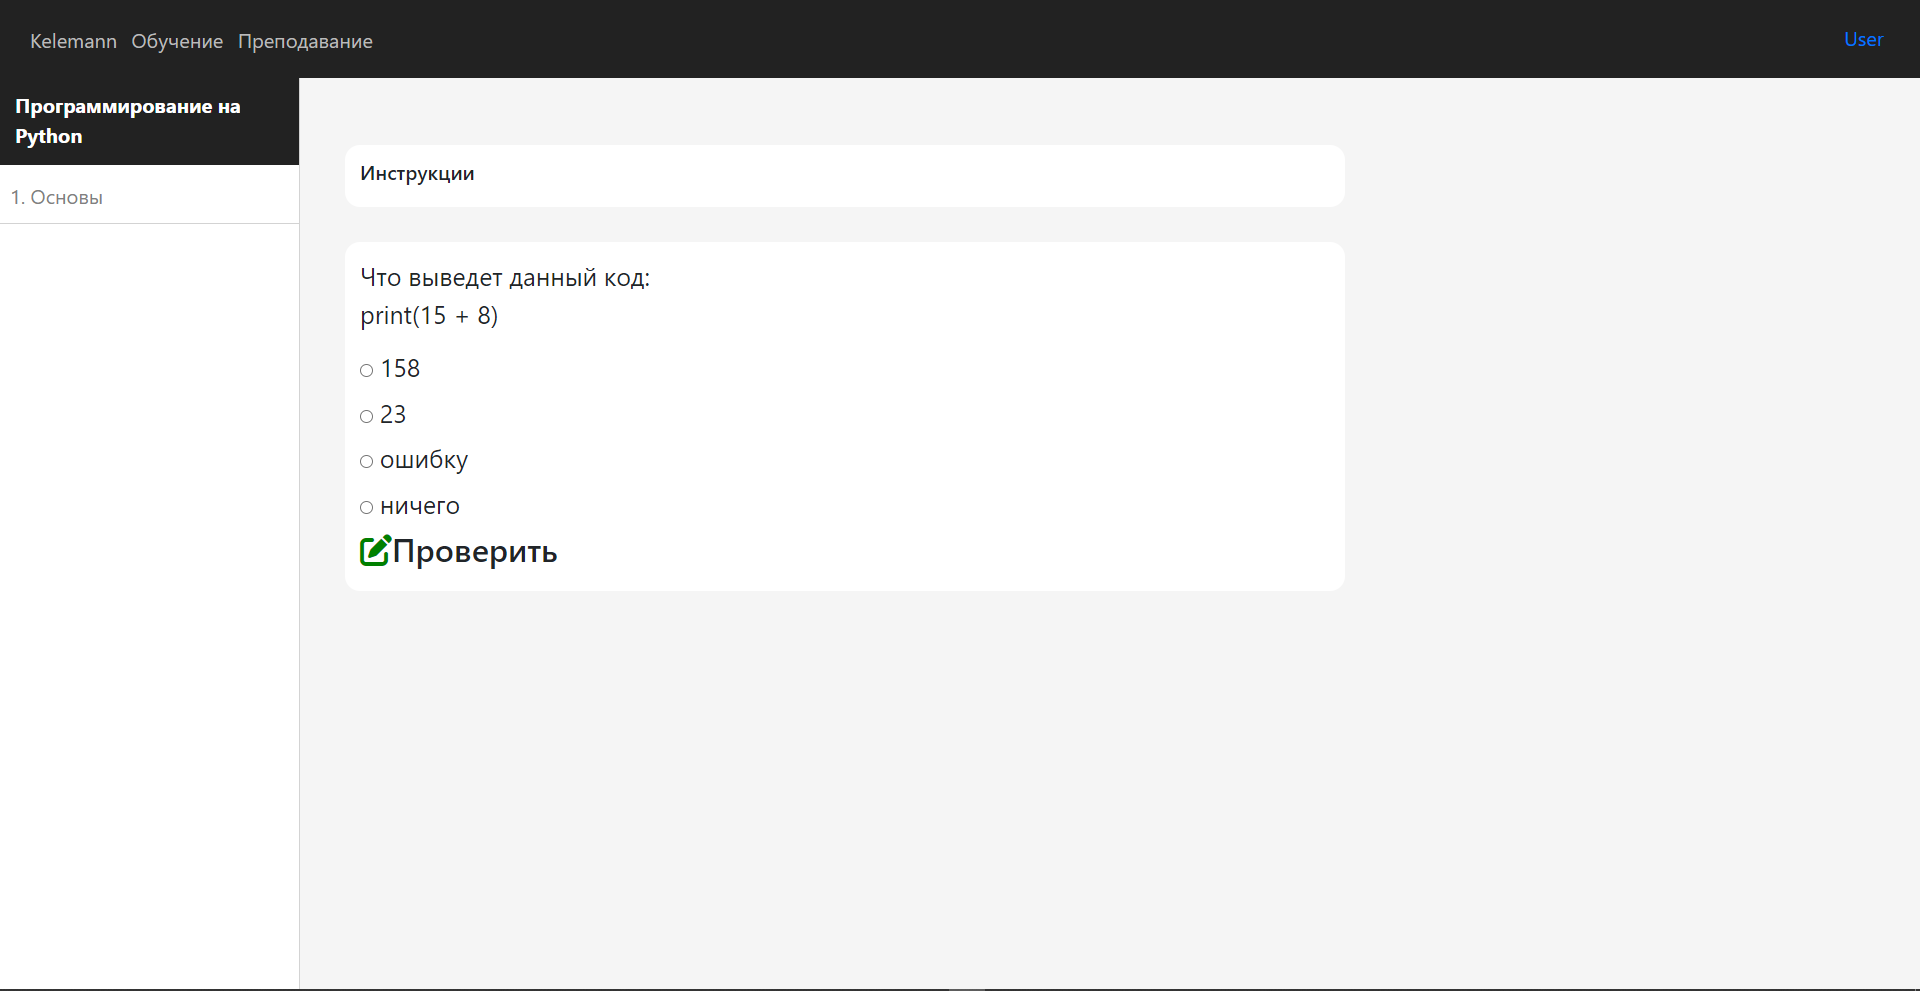 Kelemann Обучение Преподавание User
Программирование на
Python
1. Основы
Инструкции
Что выведет данный код:
print(15 + 8)
158
23
ошибку
ничего
Проверить